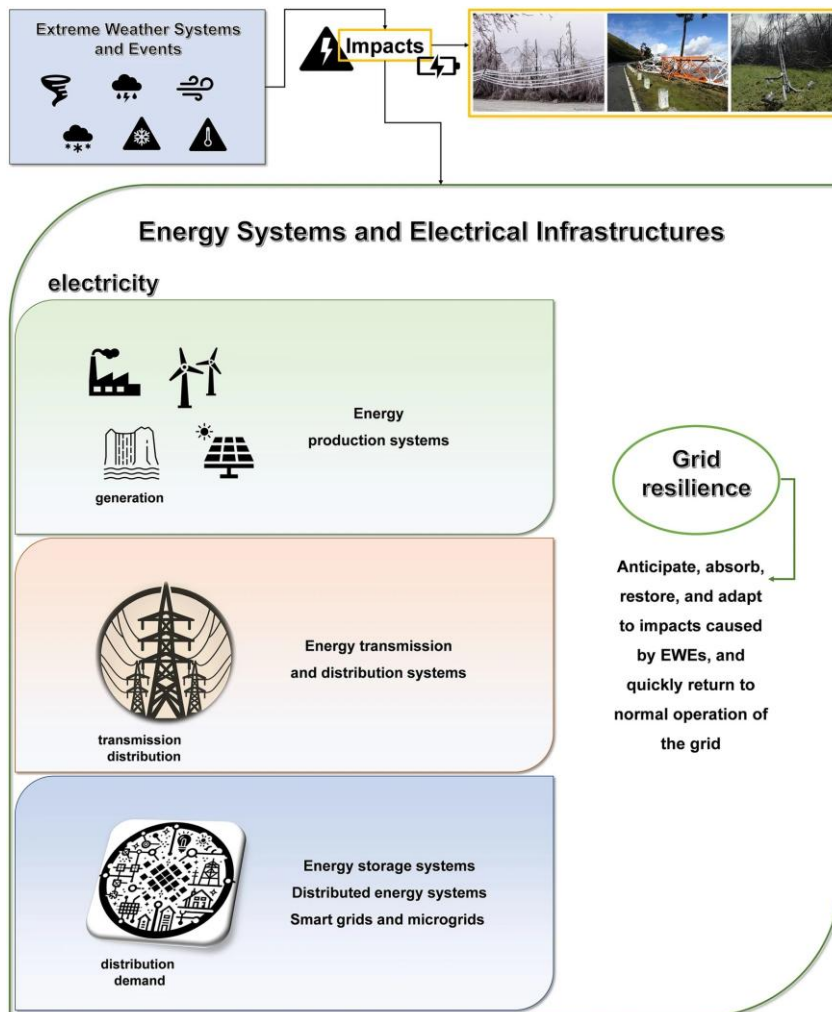 Extreme Weather Systems
and Events
Impacts
Energy Systems and Electrical Infrastructures
electricity
Energy
production systems
generation
Energy transmission
and distribution systems
transmission
distribution
Energy storage systems
Distributed energy systems
Smart grids and microgrids
distribution
demand
Grid
resilience
Anticipate, absorb,
restore, and adapt
to impacts caused
by EWEs, and
quickly return to
normal operation of
the grid